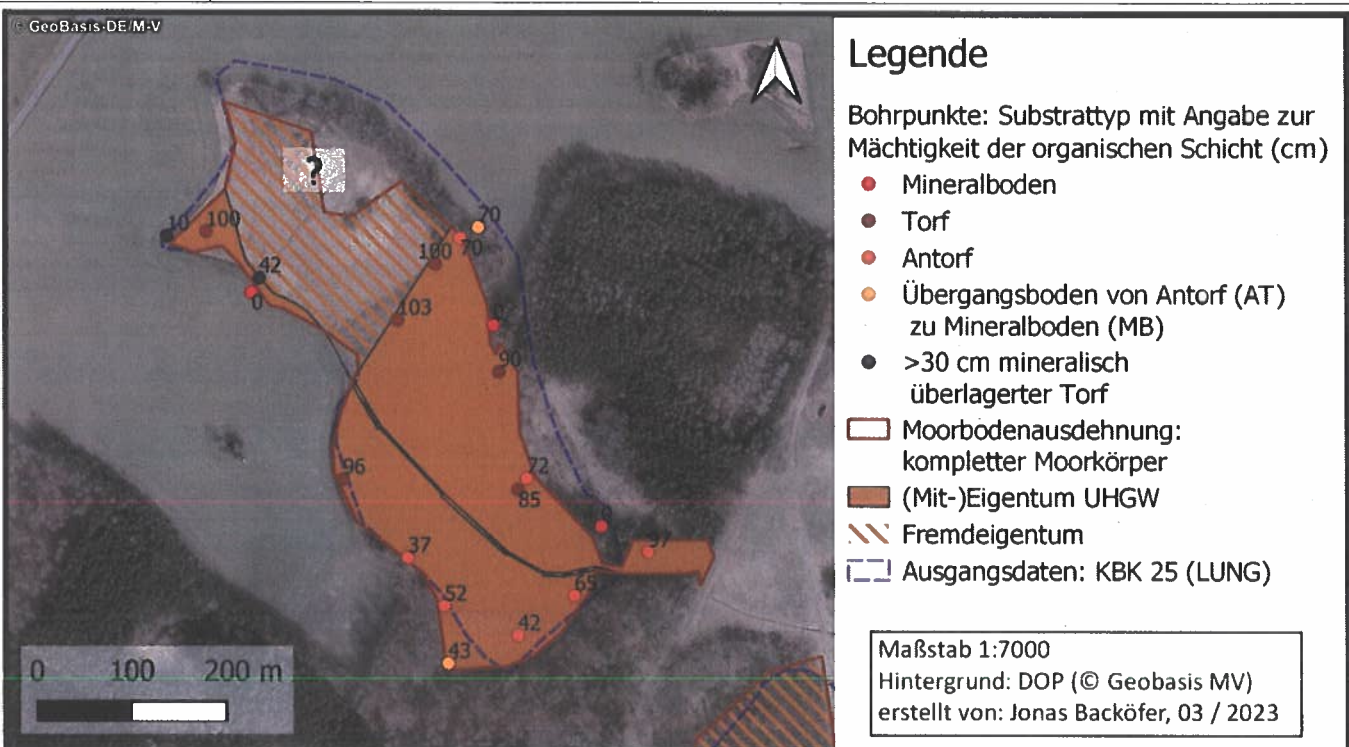 © GeoBasis-DE/M-V
?
70
10
100
70
100
42
0
103
0
90
96
72
85
37
65
52
42
43
0 100 200 m
Legende
Bohrpunkte: Substrattyp mit Angabe zur
Mächtigkeit der organischen Schicht (cm)
Mineralboden
Torf
Antorf
Übergangsboden von Antorf (AT)
zu Mineralboden (MB)
>30 cm mineralisch
überlagerter Torf
Moorbodenausdehnung:
kompletter Moorkörper
(Mit-)Eigentum UHGW
Fremdeigentum
Ausgangsdaten: KBK 25 (LUNG)
Maßstab 1:7000
Hintergrund: DOP (© Geobasis MV)
erstellt von: Jonas Backöfer, 03 / 2023